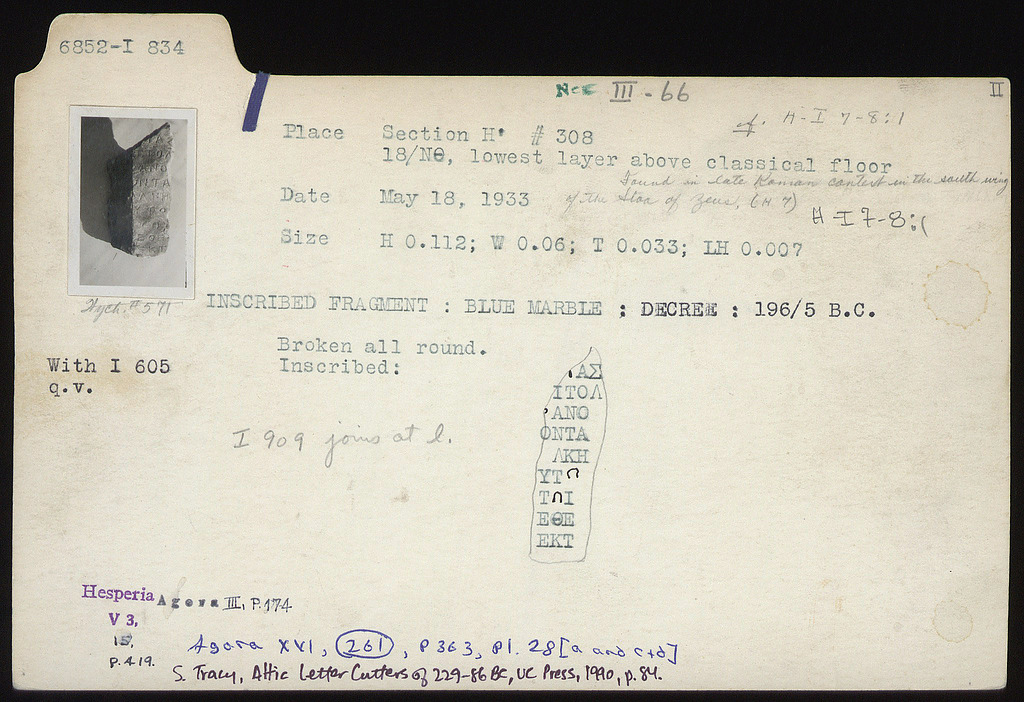 6852-I 834
III-66
II
cf. H-I 7-8:1
Place Section H' # 308
18/ΝΘ, lowest layer above classical floor
Found in late Roman context in the south wing
of the Stoa of Zeus, (H 7)
Date May 18, 1933
H I 7-8:1
Size H 0.112; W 0.06; T 0.033; LH 0.007
#571
INSCRIBED FRAGMENT : BLUE MARBLE ; DECREE : 196/5 B.C.
Broken all round.
Inscribed:
With I 605
q.v.
ΑΣ
ΙΤΟΛ
ΑΝΟ
ΟΝΤΑ
ΛΚΗ
ΥΤΩ
ΤΩΙ
ΕΘΕ
ΕΚΤ
I 909 joins at l.
Hesperia
V 3,
15,
P.419.
Agora III, P.174
Agora XVI, 261, P 363, pl. 28 [a and c+d]
S. Tracy, Attic Letter Cutters of 229-86 BC, UC Press, 1990, p. 84.